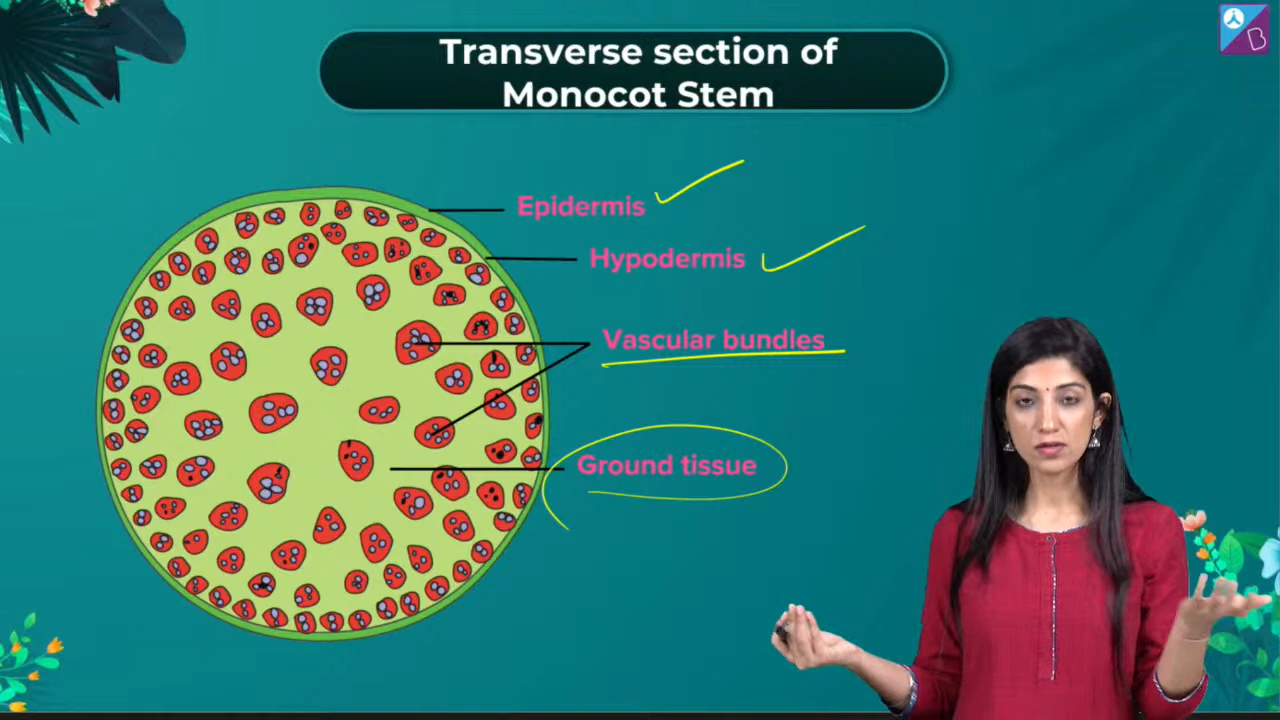 Transverse section of
Monocot Stem
Epidermis
Hypodermis
Vascular bundles
Ground tissue
B